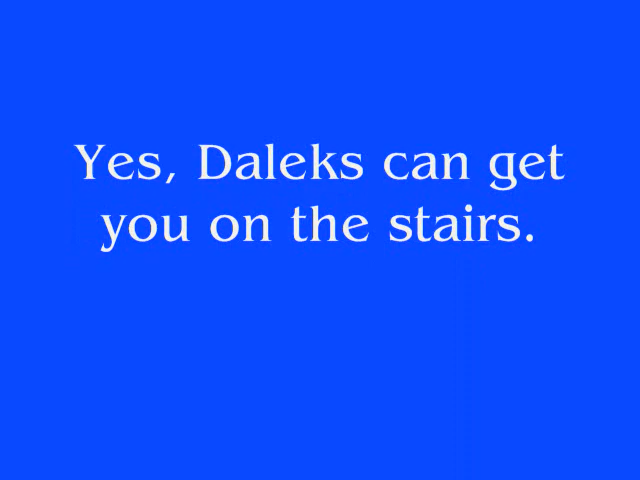 Yes, Daleks can get
you on the stairs.